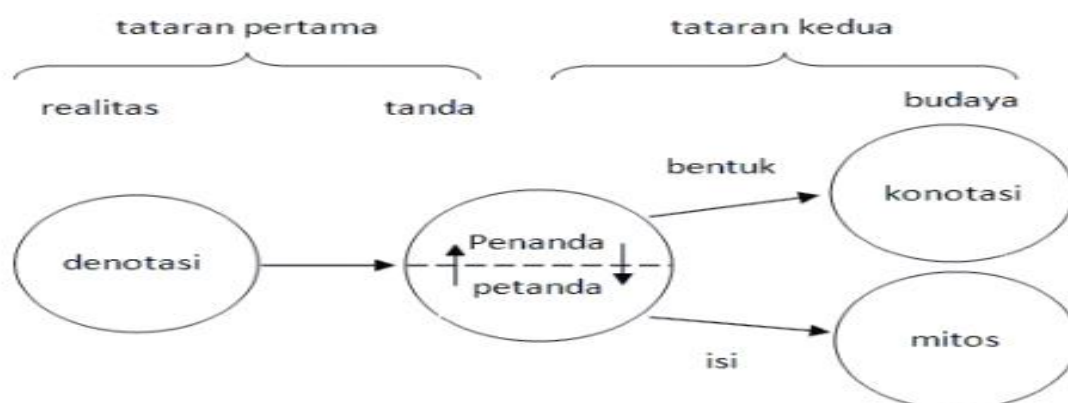 tataran pertama
tataran kedua
realitas
tanda
budaya
bentuk
konotasi
denotasi
Penanda
petanda
isi
mitos